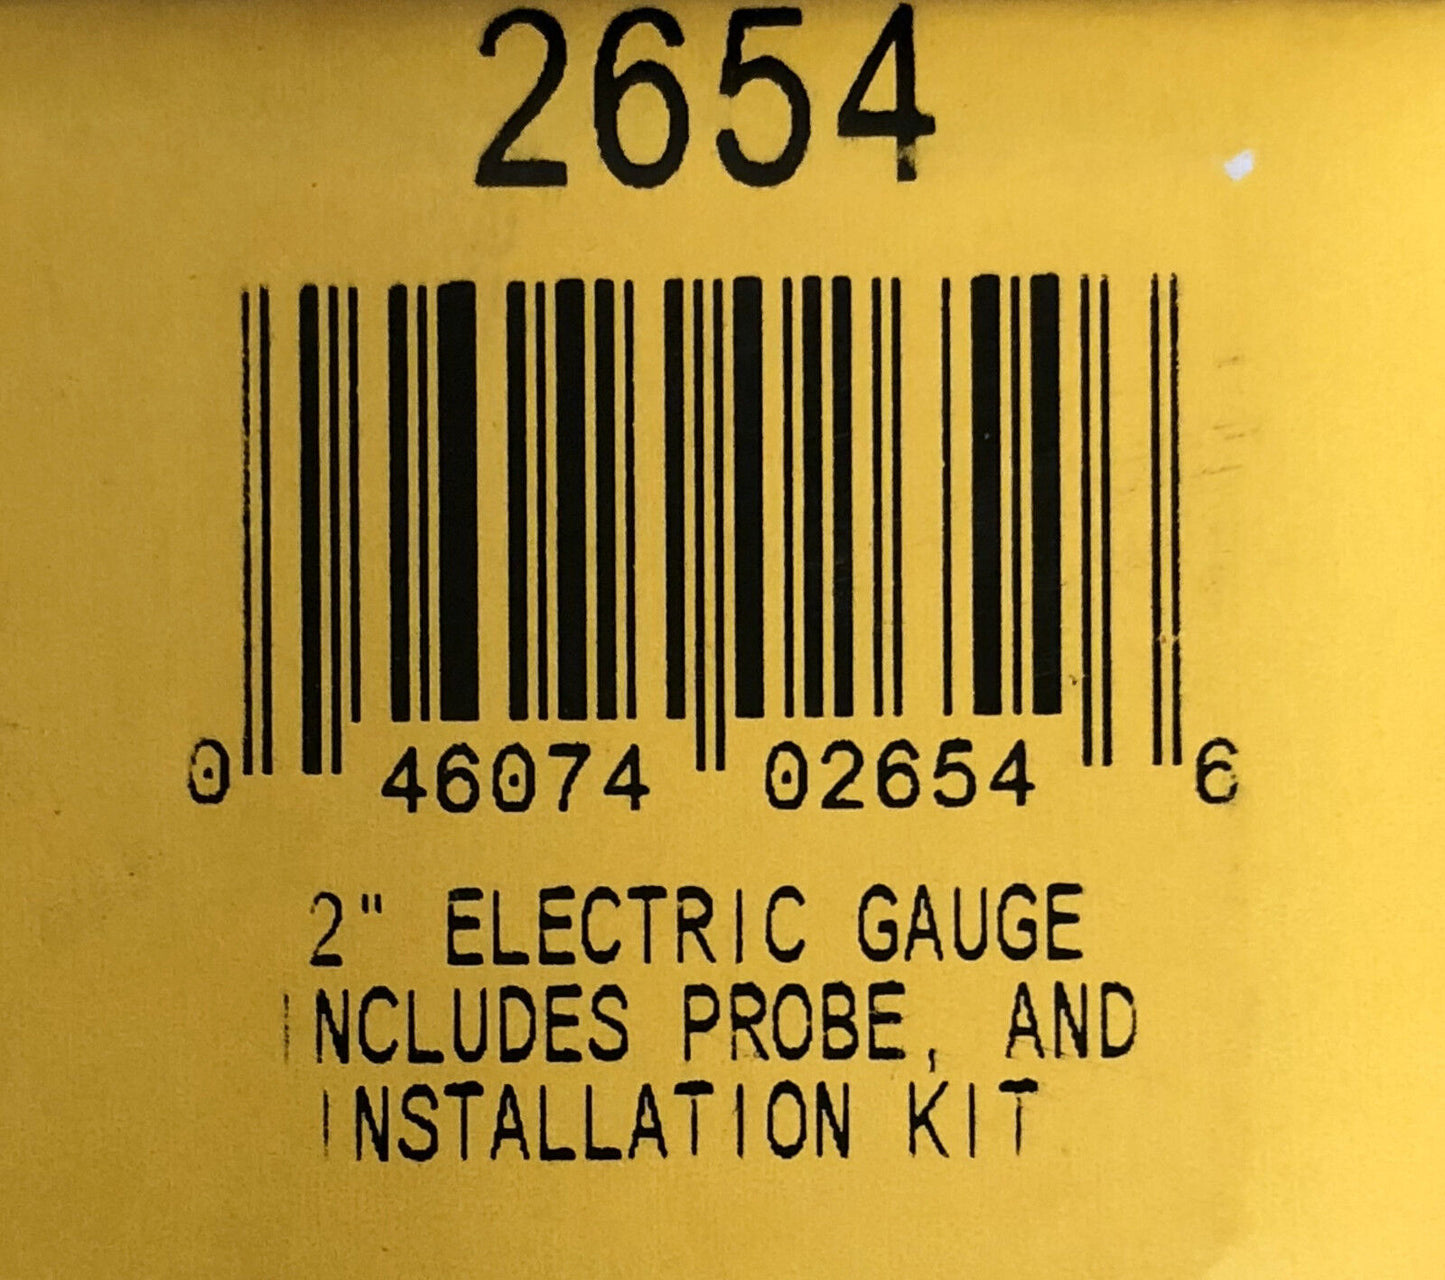 2654
0 46074 02654 6
2" ELECTRIC GAUGE
INCLUDES PROBE, AND
INSTALLATION KIT